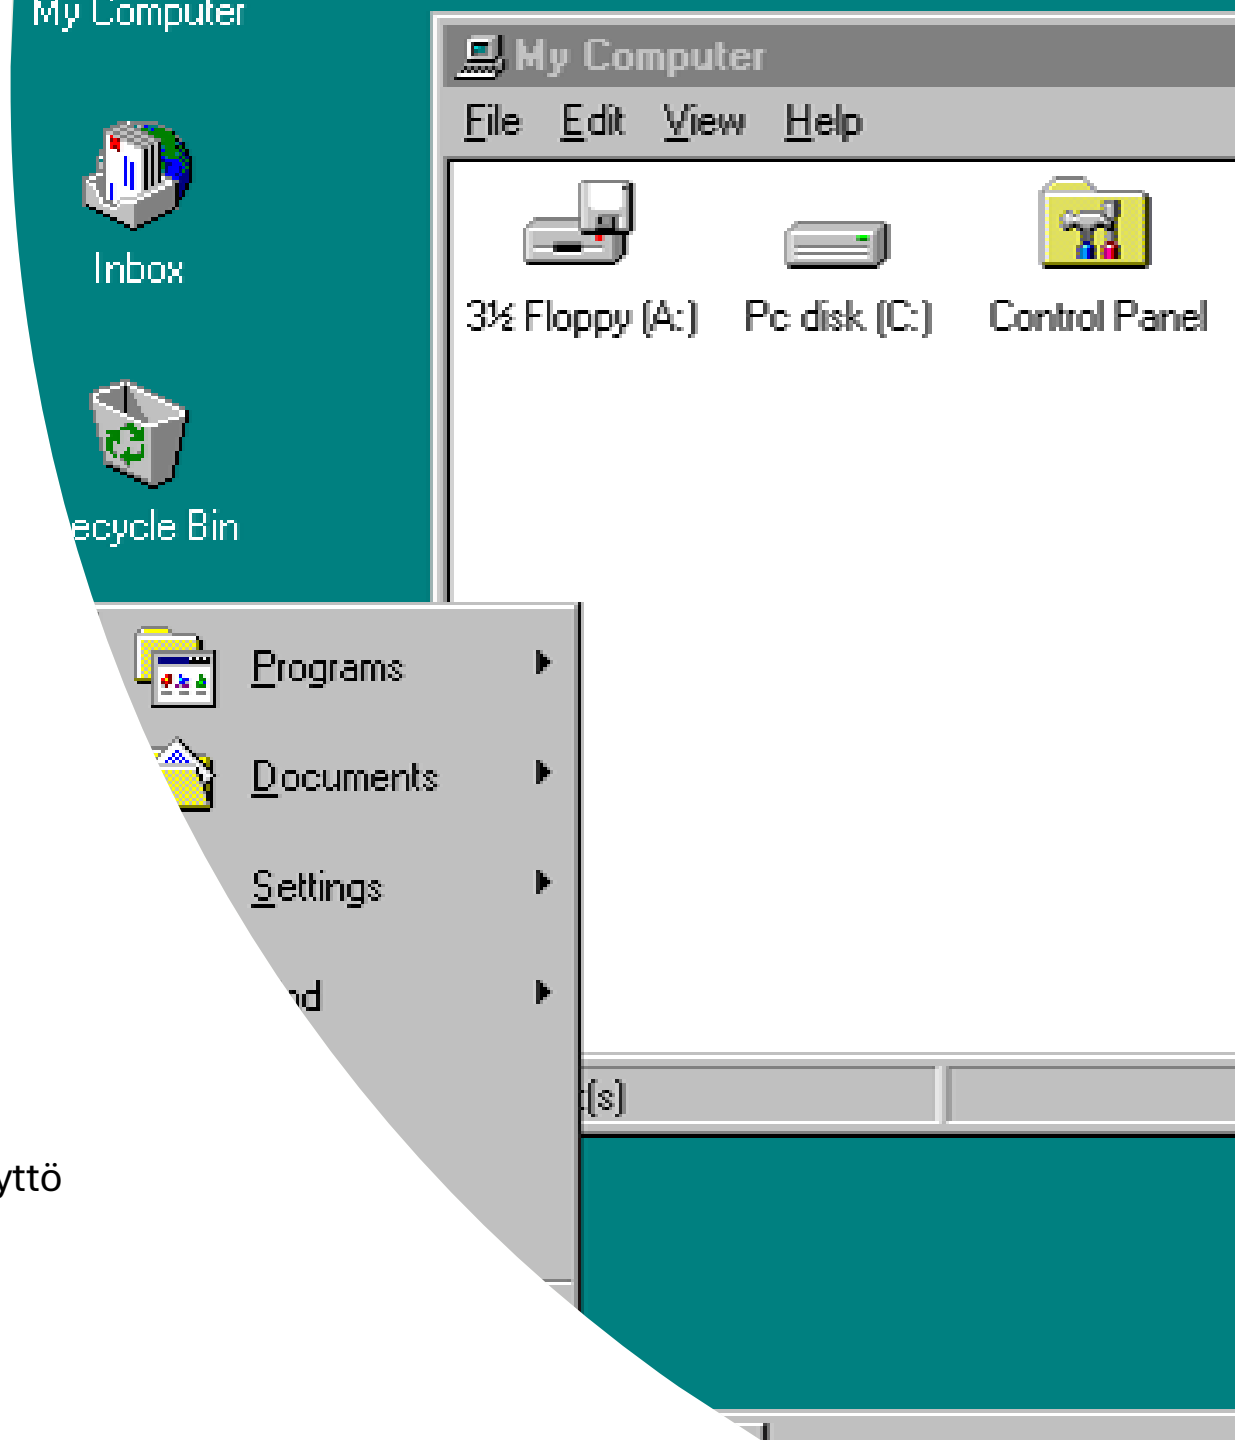 My Computer
My Computer
File Edit View Help
Inbox
3½ Floppy (A:) Pc disk (C:) Control Panel
ecycle Bin
Programs
Documents
Settings
nd
t(s)
yttö